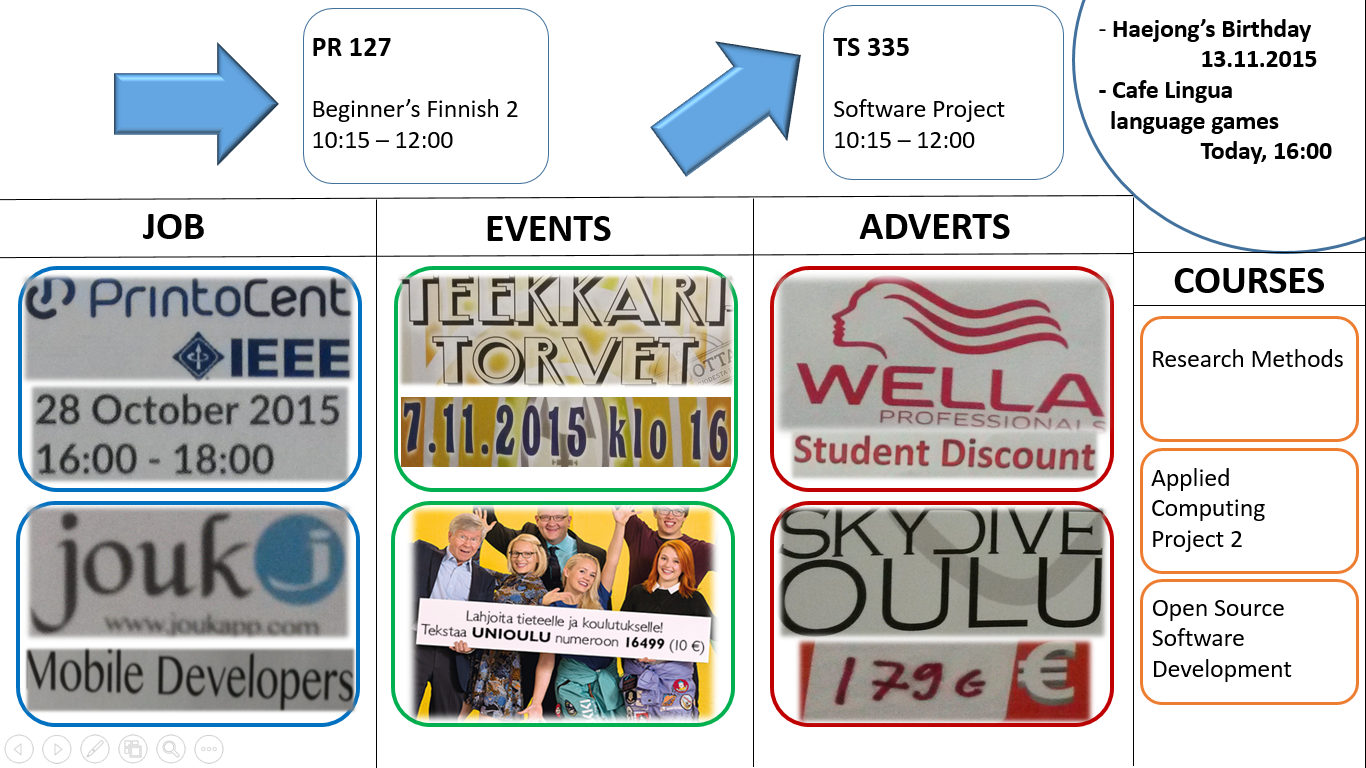 PR 127
Beginner's Finnish 2
10:15 – 12:00
TS 335
Software Project
10:15 – 12:00
- Haejong's Birthday
13.11.2015
- Cafe Lingua
language games
Today, 16:00
JOB
PrintoCent
IEEE
28 October 2015
16:00 - 18:00
jouk
www.joukapp.com
Mobile Developers
EVENTS
TEEKKARI
TORVET
7.11.2015 klo 16
Lahjoita tieteelle ja koulutukselle!
Tekstaa UNIOULU numeroon 16499 (10 €)
ADVERTS
WELLA
PROFESSIONALS
Student Discount
SKYDIVE
OULU
179€ €
COURSES
Research Methods
Applied
Computing
Project 2
Open Source
Software
Development